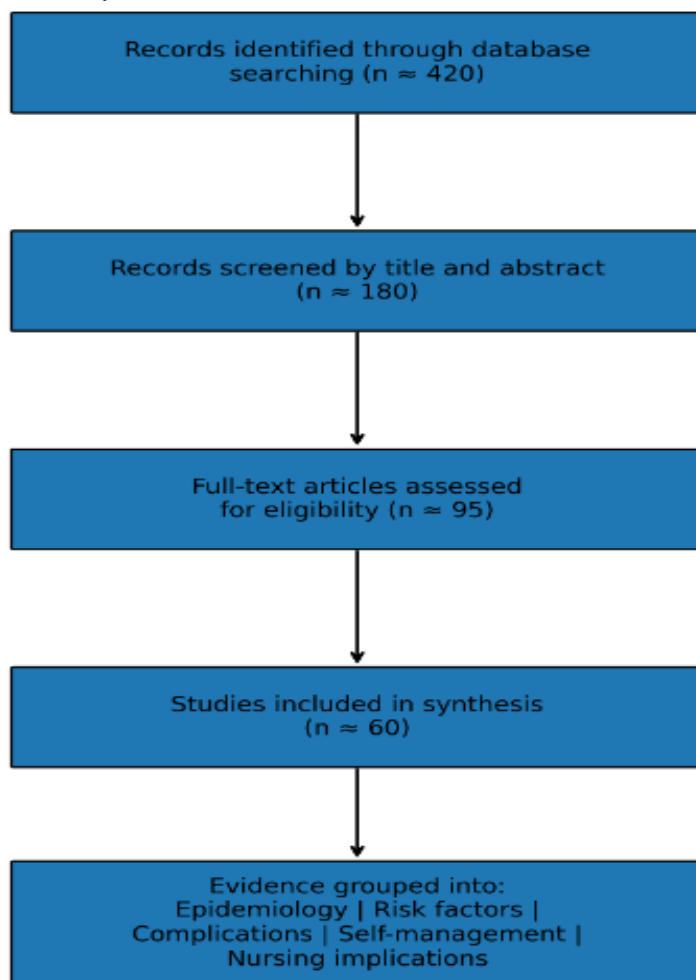 Records identified through database
searching (n ≈ 420)
Records screened by title and abstract
(n ≈ 180)
Full-text articles assessed
for eligibility (n ≈ 95)
Studies included in synthesis
(n ≈ 60)
Evidence grouped into:
Epidemiology | Risk factors |
Complications | Self-management |
Nursing implications